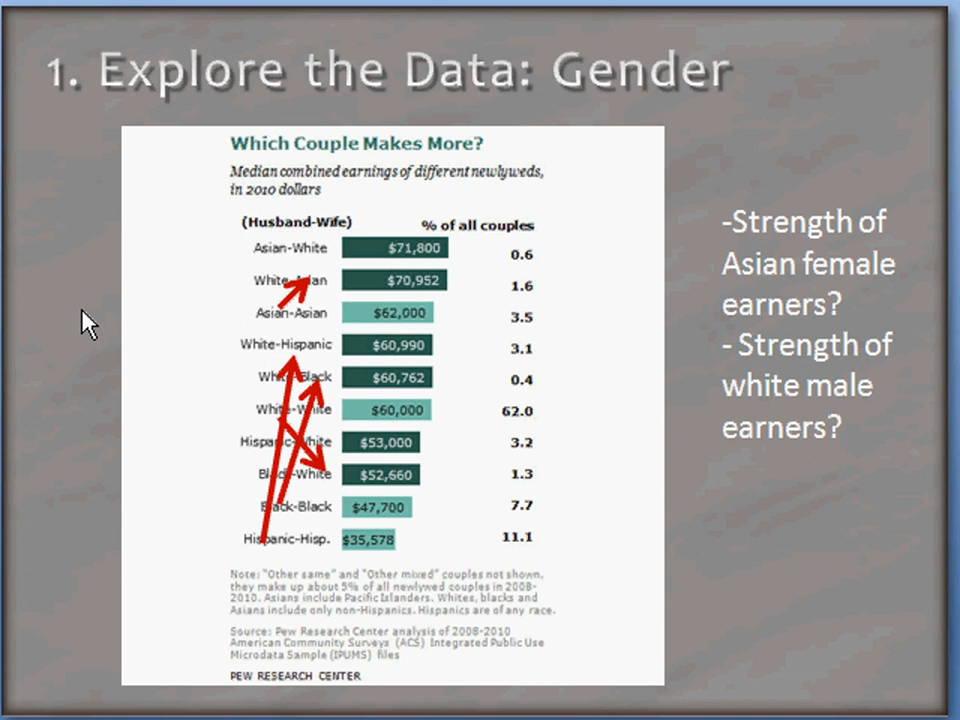 1. Explore the Data: Gender
Which Couple Makes More?
Median combined earnings of different newlyweds,
in 2010 dollars
(Husband-Wife) % of all couples
Asian-White $71,800 0.6
White-Asian $70,952 1.6
Asian-Asian $62,000 3.5
White-Hispanic $60,990 3.1
White-Black $60,762 0.4
White-White $60,000 62.0
Hispanic-White $53,000 3.2
Black-White $52,660 1.3
Black-Black $47,700 7.7
Hispanic-Hisp. $35,578 11.1
Note: "Other same" and "Other mixed" couples not shown,
they make up about 5% of all newlywed couples in 2008-
2010. Asians include Pacific Islanders. Whites, blacks and
Asians include only non-Hispanics. Hispanics are of any race.
Source: Pew Research Center analysis of 2008-2010
American Community Surveys (ACS) Integrated Public Use
Microdata Sample (IPUMS) files
PEW RESEARCH CENTER
-Strength of
Asian female
earners?
- Strength of
white male
earners?